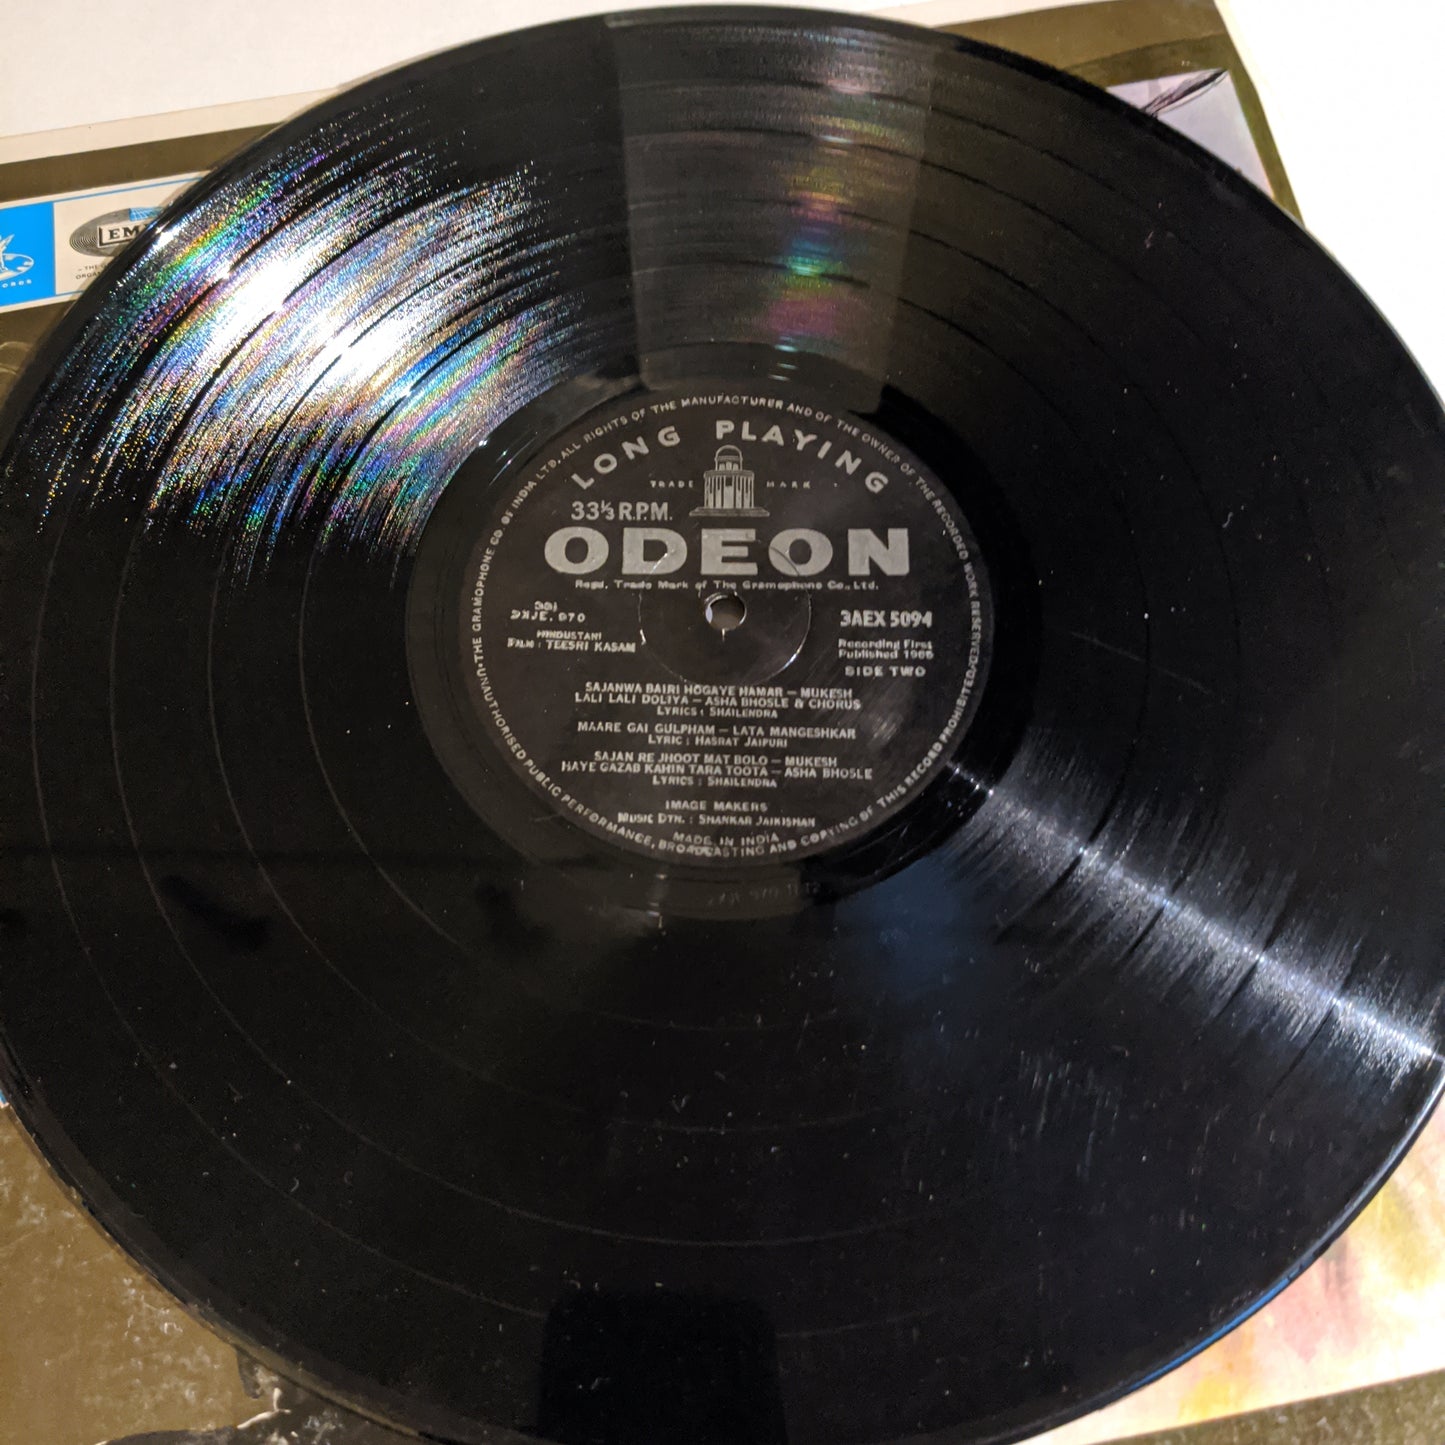 EMI
LONG PLAYING
TRADE MARK
33⅓ R.P.M.
ODEON
Regd. Trade Mark of The Gramophone Co., Ltd.
3AEX 5094
HINDUSTANI
FILM : TEESRI KASAM
Recording First
Published 1966
SIDE TWO
SAJANWA BAIRI HOGAYE HAMAR — MUKESH
LALI LALI DOLIYA — ASHA BHOSLE & CHORUS
LYRICS : SHAILENDRA
MAARE GAI GULPHAM — LATA MANGESHKAR
LYRIC : HASRAT JAIPURI
SAJAN RE JHOOT MAT BOLO — MUKESH
HAYE GAZAB KAHIN TARA TOOTA — ASHA BHOSLE
LYRICS : SHAILENDRA
IMAGE MAKERS
MUSIC DTN. : SHANKAR JAIKISHAN
MADE IN INDIA
THE GRAMOPHONE CO. OF INDIA LTD. ALL RIGHTS OF THE MANUFACTURER AND OF THE OWNER OF THE RECORDED WORK RESERVED/UNAUTHORISED PUBLIC PERFORMANCE, BROADCASTING AND COPYING OF THIS RECORD PROHIBITED